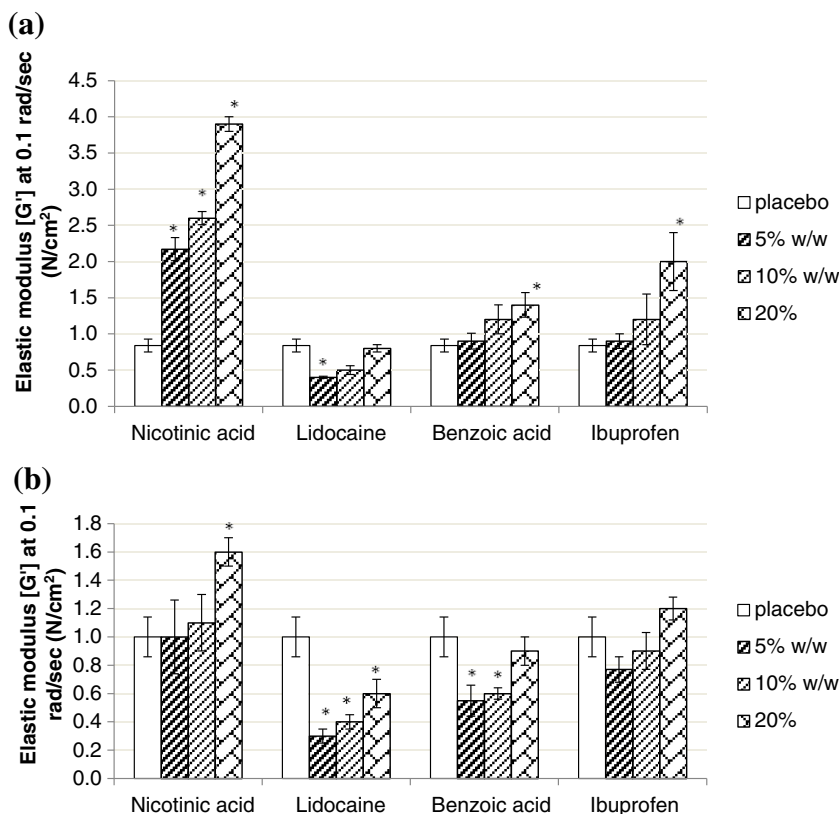 (a)
Elastic modulus [G'] at 0.1 rad/sec
(N/cm²)
4.5
4.0
3.5
3.0
2.5
2.0
1.5
1.0
0.5
0.0
*
*
*
*
*
*
Nicotinic acid Lidocaine Benzoic acid Ibuprofen
placebo
5% w/w
10% w/w
20%
(b)
Elastic modulus [G'] at 0.1
rad/sec (N/cm²)
1.8
1.6
1.4
1.2
1.0
0.8
0.6
0.4
0.2
0.0
*
*
*
*
*
*
Nicotinic acid Lidocaine Benzoic acid Ibuprofen
placebo
5% w/w
10% w/w
20%